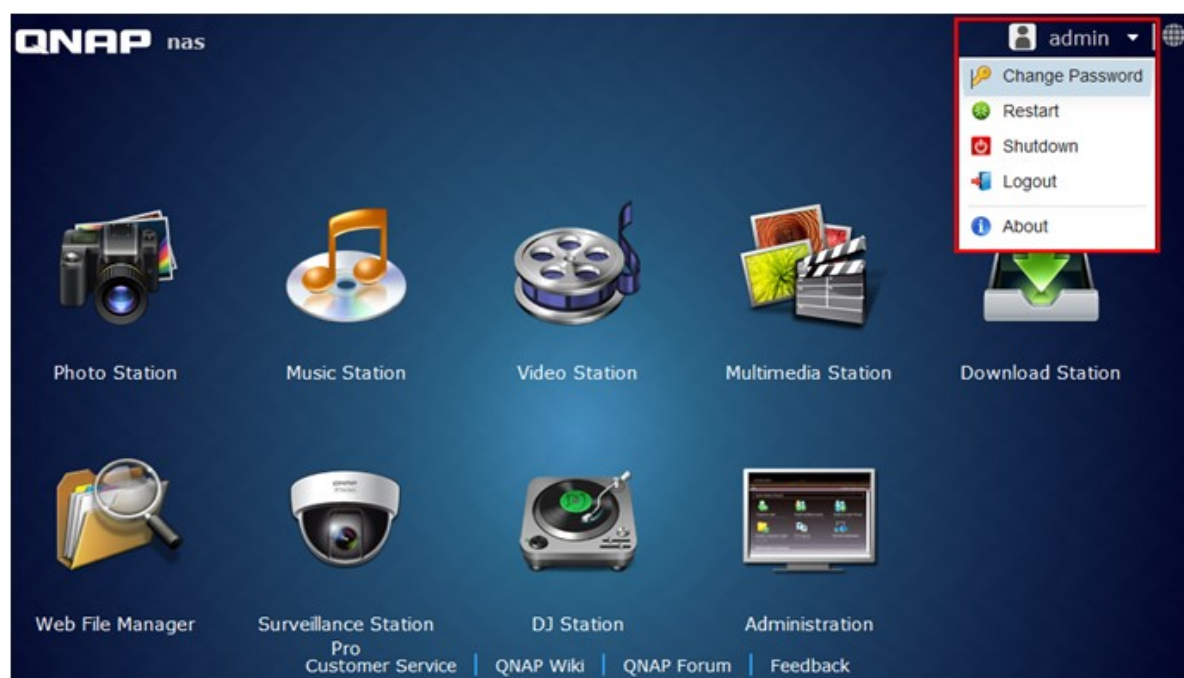 QNAP nas
admin
Change Password
Restart
Shutdown
Logout
About
Photo Station
Music Station
Video Station
Multimedia Station
Download Station
Web File Manager
Surveillance Station
Pro
DJ Station
Administration
Customer Service | QNAP Wiki | QNAP Forum | Feedback